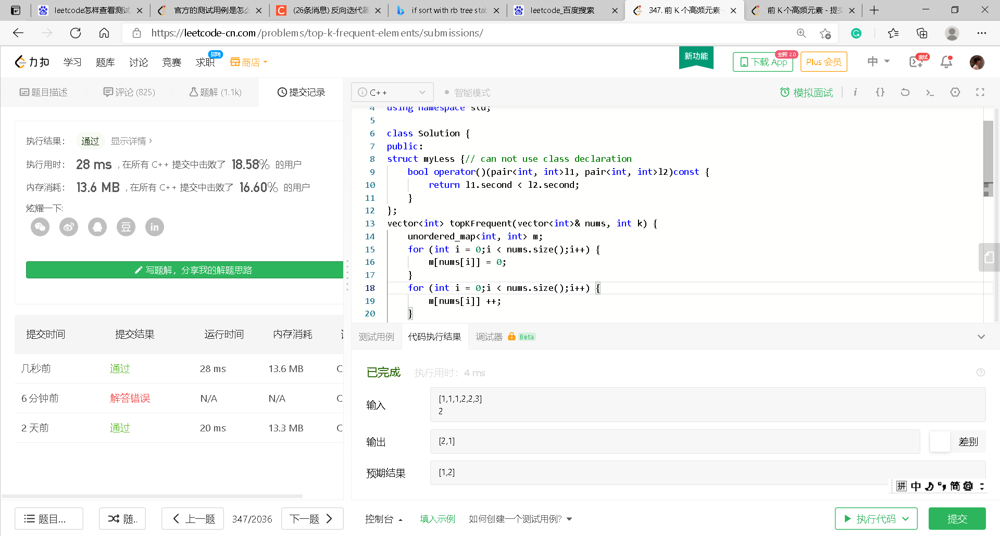 leetcode怎样查看测试
官方的测试用例是怎么
(26条消息) 反向迭代器
if sort with rb tree stab
leetcode_百度搜索
347. 前 K 个高频元素 -
前 K 个高频元素 - 提交
https://leetcode-cn.com/problems/top-k-frequent-elements/submissions/
力扣
学习
题库
讨论
竞赛
求职
招聘
商店
新功能
下载 App
全新 2.0
Plus 会员
中
面试
题目描述
评论 (825)
题解 (1.1k)
提交记录
C++
智能模式
模拟面试
执行结果：
通过
显示详情 ›
执行用时：
28 ms , 在所有 C++ 提交中击败了 18.58% 的用户
内存消耗：
13.6 MB , 在所有 C++ 提交中击败了 16.60% 的用户
炫耀一下:
豆
in
写题解，分享我的解题思路
提交时间
提交结果
运行时间
内存消耗
几秒前
通过
28 ms
13.6 MB
C
6 分钟前
解答错误
N/A
N/A
C
2 天前
通过
20 ms
13.3 MB
C
4 using namespace std;
5
6 class Solution {
7 public:
8 struct myLess {// can not use class declaration
9 bool operator()(pair<int, int>l1, pair<int, int>l2)const {
10 return l1.second < l2.second;
11 }
12 };
13 vector<int> topKFrequent(vector<int>& nums, int k) {
14 unordered_map<int, int> m;
15 for (int i = 0;i < nums.size();i++) {
16 m[nums[i]] = 0;
17 }
18 for (int i = 0;i < nums.size();i++) {
19 m[nums[i]] ++;
20 }
测试用例
代码执行结果
调试器
Beta
已完成
执行用时：4 ms
输入
[1,1,1,2,2,3]
2
输出
[2,1]
差别
预期结果
[1,2]
拼 中 简
题目...
随..
上一题
347/2036
下一题
控制台
填入示例
如何创建一个测试用例?
执行代码
提交